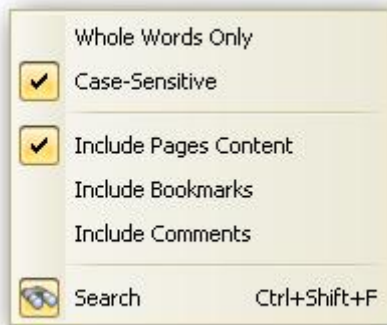 Whole Words Only
Case-Sensitive
Include Pages Content
Include Bookmarks
Include Comments
Search Ctrl+Shift+F